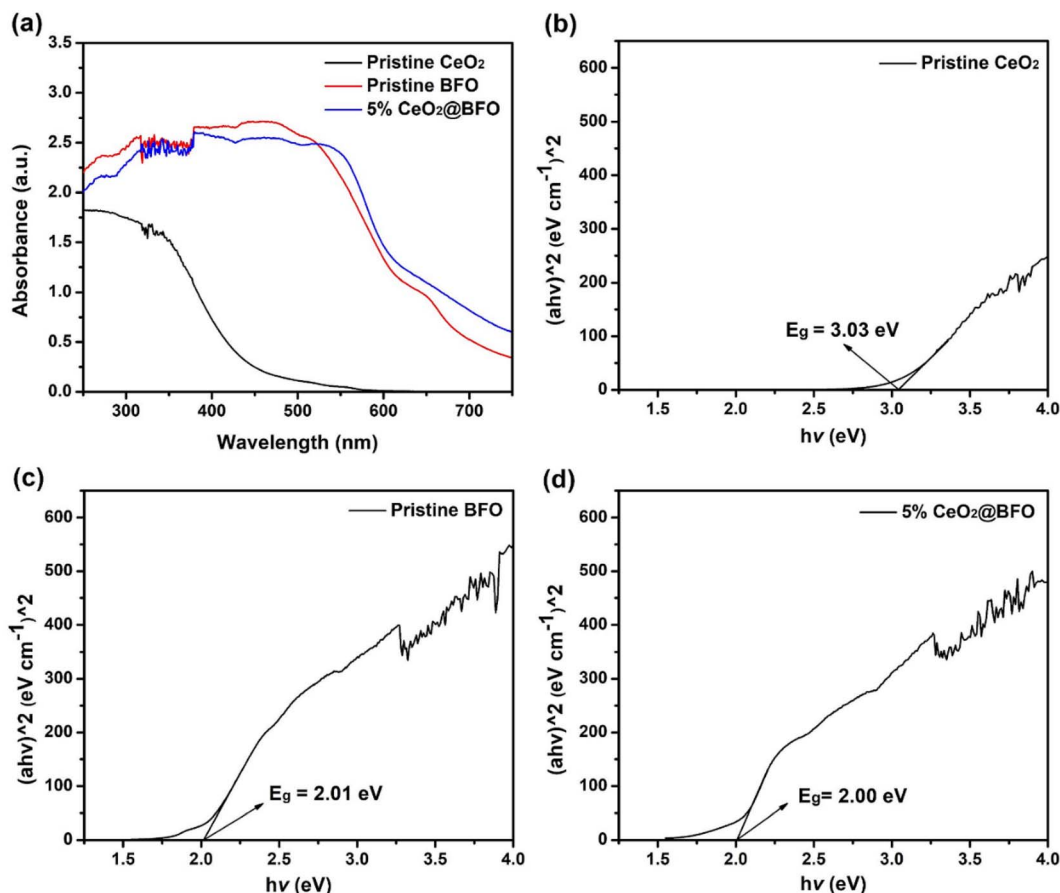 (a)
3.5
3.0
2.5
2.0
1.5
1.0
0.5
0.0
Absorbance (a.u.)
Pristine CeO₂
Pristine BFO
5% CeO₂@BFO
300 400 500 600 700
Wavelength (nm)
(b)
600
500
400
300
200
100
0
(ahv)^2 (eV cm⁻¹)^2
Pristine CeO₂
Eg = 3.03 eV
1.5 2.0 2.5 3.0 3.5 4.0
hv (eV)
(c)
600
500
400
300
200
100
0
(ahv)^2 (eV cm⁻¹)^2
Pristine BFO
Eg = 2.01 eV
1.5 2.0 2.5 3.0 3.5 4.0
hv (eV)
(d)
600
500
400
300
200
100
0
(ahv)^2 (eV cm⁻¹)^2
5% CeO₂@BFO
Eg= 2.00 eV
1.5 2.0 2.5 3.0 3.5 4.0
hv (eV)